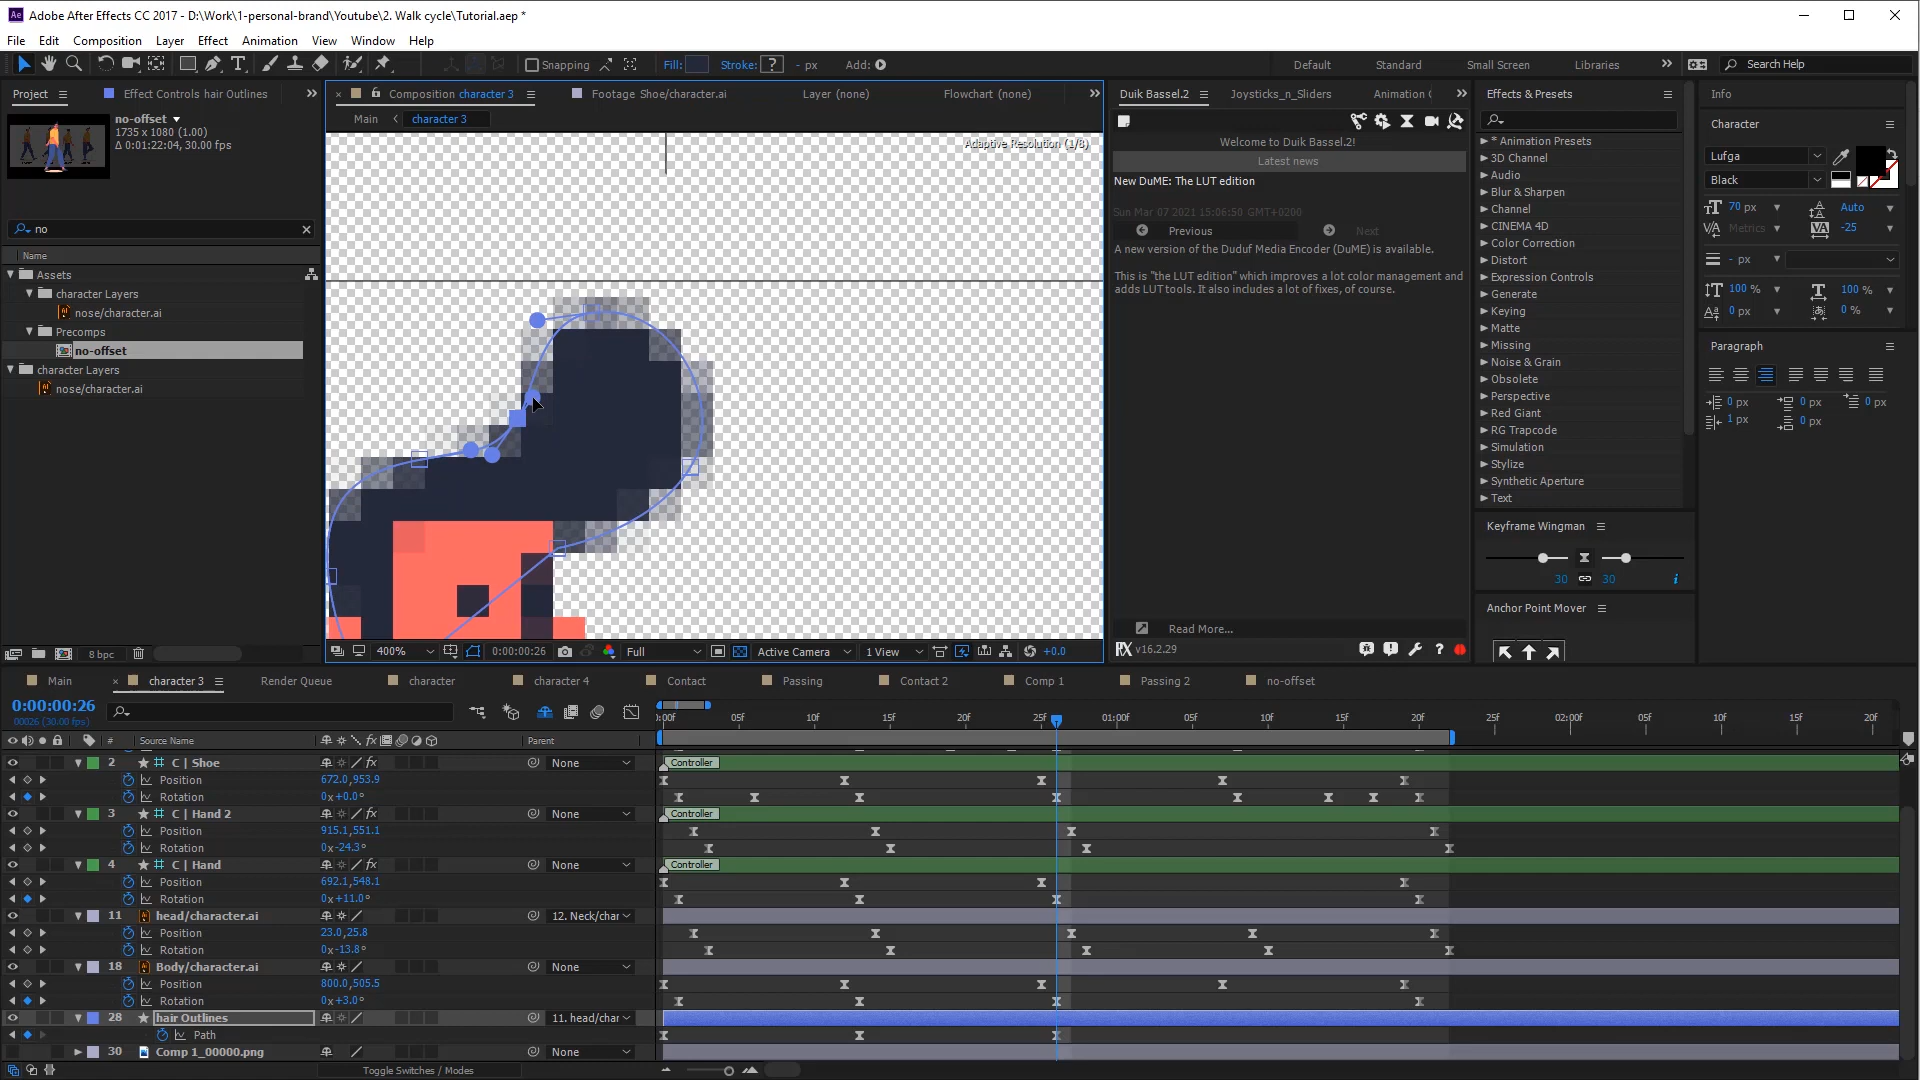 Adobe After Effects CC 2017 - D:\Work\1-personal-brand\Youtube\2. Walk cycle\Tutorial.aep *
File Edit Composition Layer Effect Animation View Window Help
Snapping Fill: Stroke: ? - px Add: Default Standard Small Screen Libraries Search Help
Project Effect Controls hair Outlines
no-offset
1735 x 1080 (1.00)
Δ 0:01:22:04, 30.00 fps
no
Name
Assets
character Layers
nose/character.ai
Precomps
no-offset
character Layers
nose/character.ai
8 bpc
Composition character 3 Footage Shoe/character.ai Layer (none) Flowchart (none)
Main character 3
Adaptive Resolution (1/8)
400% 0:00:00:26 Full Active Camera 1 View +0.0
Duik Bassel.2 Joysticks_n_Sliders Animation
Welcome to Duik Bassel.2!
Latest news
New DuME: The LUT edition
Sun Mar 07 2021 15:06:50 GMT+0200
Previous Next
A new version of the Duduf Media Encoder (DuME) is available.
This is "the LUT edition" which improves a lot color management and
adds LUT tools. It also includes a lot of fixes, of course.
Read More...
v16.2.29
Effects & Presets
* Animation Presets
3D Channel
Audio
Blur & Sharpen
Channel
CINEMA 4D
Color Correction
Distort
Expression Controls
Generate
Keying
Matte
Missing
Noise & Grain
Obsolete
Perspective
Red Giant
RG Trapcode
Simulation
Stylize
Synthetic Aperture
Text
Keyframe Wingman
30 30
Anchor Point Mover
Info
Character
Lufga
Black
70 px Auto
Metrics -25
- px
100 % 100 %
0 px 0 %
Paragraph
0 px 0 px 0 px
1 px 0 px
Main character 3 Render Queue character character 4 Contact Passing Contact 2 Comp 1 Passing 2 no-offset
0:00:00:26
00026 (30.00 fps)
:00f 05f 10f 15f 20f 25f 01:00f 05f 10f 15f 20f 25f 02:00f 05f 10f 15f 20f
# Source Name Parent
2 C | Shoe None Controller
Position 672.0,953.9
Rotation 0x+0.0°
3 C | Hand 2 None Controller
Position 915.1,551.1
Rotation 0x-24.3°
4 C | Hand None Controller
Position 692.1,548.1
Rotation 0x+11.0°
11 head/character.ai 12. Neck/char
Position 23.0,25.8
Rotation 0x-13.8°
18 Body/character.ai None
Position 800.0,505.5
Rotation 0x+3.0°
28 hair Outlines 11. head/char
Path
30 Comp 1_00000.png None
Toggle Switches / Modes